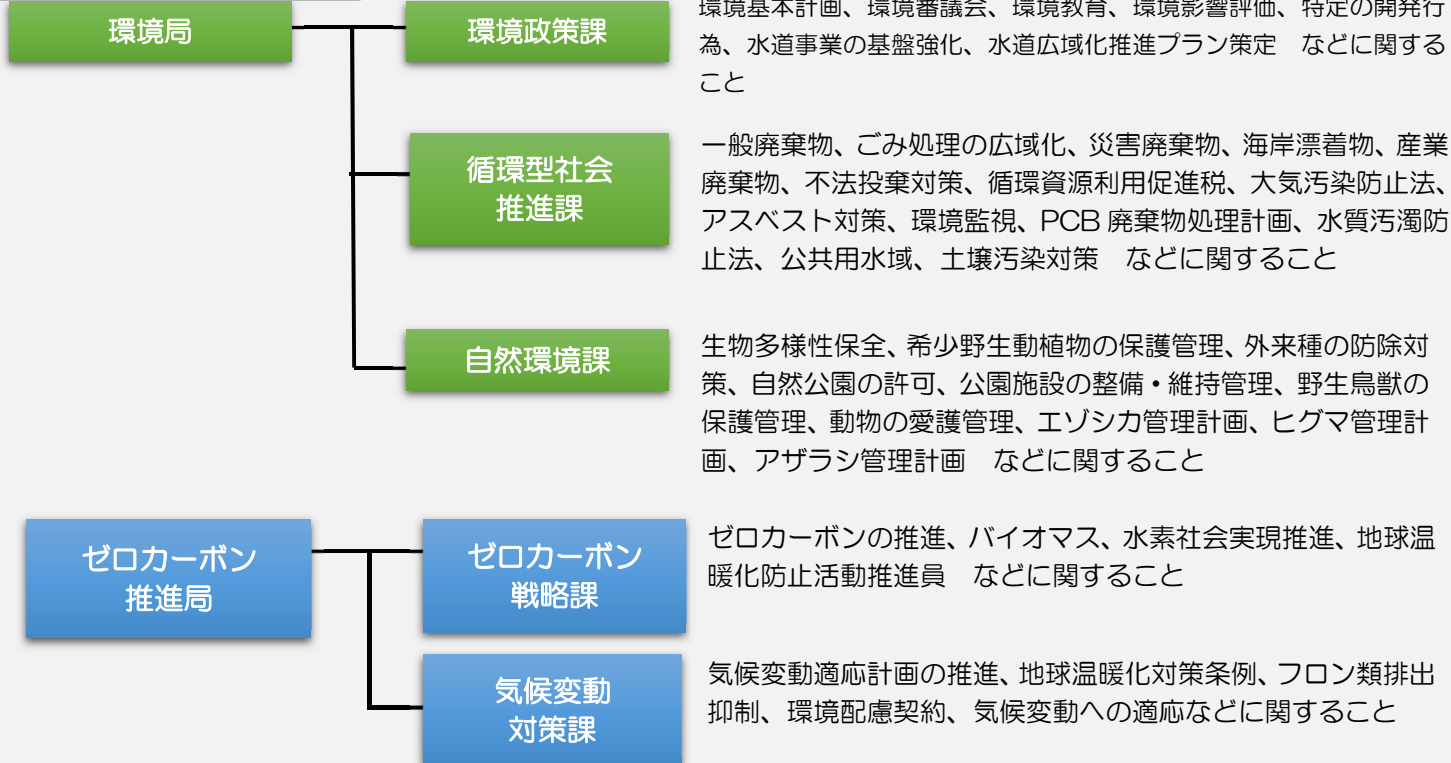 環境局
環境政策課
環境基本計画、環境審議会、環境教育、環境影響評価、特定の開発行
為、水道事業の基盤強化、水道広域化推進プラン策定　などに関する
こと
循環型社会
推進課
一般廃棄物、ごみ処理の広域化、災害廃棄物、海岸漂着物、産業
廃棄物、不法投棄対策、循環資源利用促進税、大気汚染防止法、
アスベスト対策、環境監視、PCB 廃棄物処理計画、水質汚濁防
止法、公共用水域、土壌汚染対策　などに関すること
自然環境課
生物多様性保全、希少野生動植物の保護管理、外来種の防除対
策、自然公園の許可、公園施設の整備・維持管理、野生鳥獣の
保護管理、動物の愛護管理、エゾシカ管理計画、ヒグマ管理計
画、アザラシ管理計画　などに関すること
ゼロカーボン
推進局
ゼロカーボン
戦略課
ゼロカーボンの推進、バイオマス、水素社会実現推進、地球温
暖化防止活動推進員　などに関すること
気候変動
対策課
気候変動適応計画の推進、地球温暖化対策条例、フロン類排出
抑制、環境配慮契約、気候変動への適応などに関すること